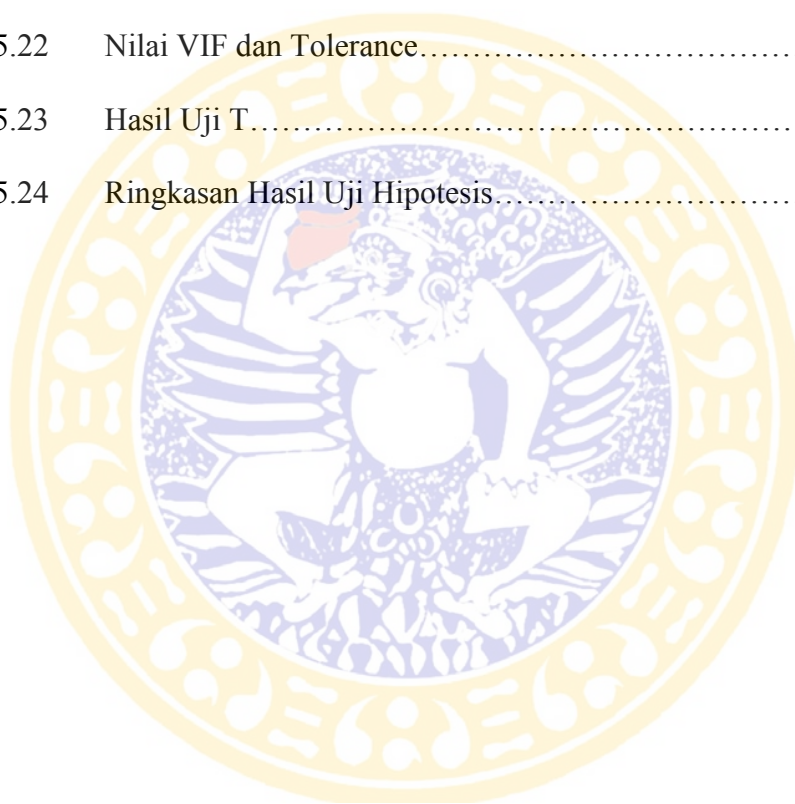 5.22 Nilai VIF dan Tolerance……………………………
5.23 Hasil Uji T…………………………………………
5.24 Ringkasan Hasil Uji Hipotesis………………………